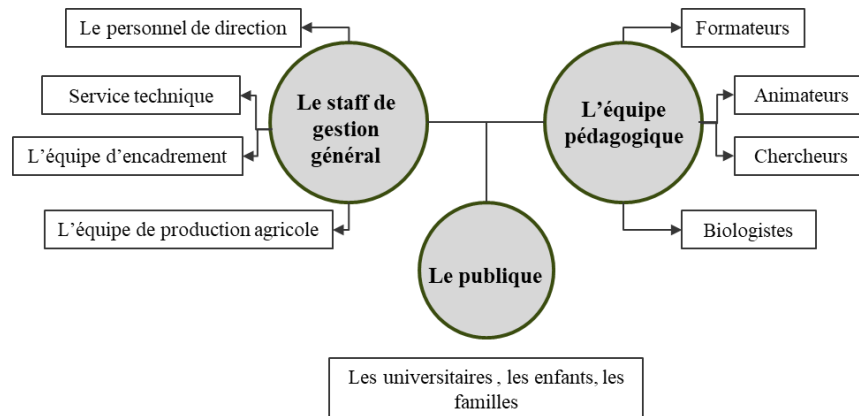 Le personnel de direction
Service technique
L'équipe d'encadrement
L'équipe de production agricole
Le staff de
gestion
général
L'équipe
pédagogique
Formateurs
Animateurs
Chercheurs
Biologistes
Le publique
Les universitaires , les enfants, les
familles